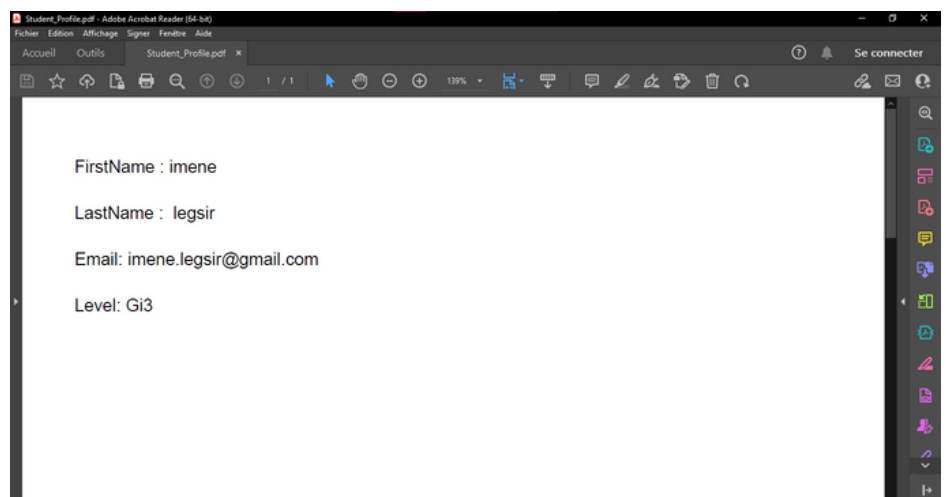 Student_Profile.pdf - Adobe Acrobat Reader (64-bit)
Fichier Edition Affichage Signer Fenêtre Aide
Accueil Outils Student_Profile.pdf × Se connecter
1 / 1 139%
FirstName : imene
LastName :  legsir
Email: imene.legsir@gmail.com
Level: Gi3